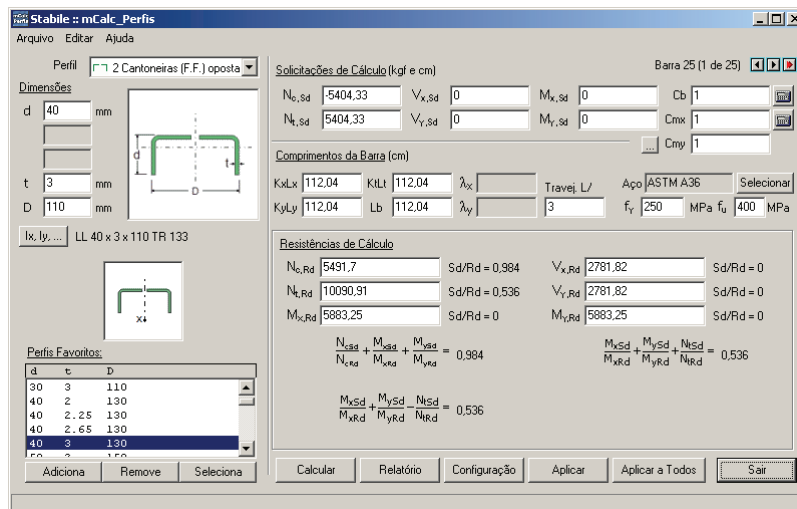 Stabile :: mCalc_Perfis
Arquivo Editar Ajuda
Perfil 2 Cantoneiras (F.F.) oposta
Dimensões
d 40 mm
t 3 mm
D 110 mm
d
t
D
Ix, Iy, ... LL 40 x 3 x 110 TR 133
x
Perfis Favoritos:
d t D
30 3 110
40 2 130
40 2.25 130
40 2.65 130
40 3 130
Adiciona Remove Seleciona
Solicitações de Cálculo (kgf e cm) Barra 25 (1 de 25)
Nc,Sd -5404,33 Vx,Sd 0 Mx,Sd 0 Cb 1
Nt,Sd 5404,33 VY,Sd 0 MY,Sd 0 Cmx 1
... Cmy 1
Comprimentos da Barra (cm)
KxLx 112,04 KtLt 112,04 λX Travej. L/ Aço ASTM A36 Selecionar
KyLy 112,04 Lb 112,04 λy 3 fY 250 MPa fu 400 MPa
Resistências de Cálculo
Nc,Rd 5491,7 Sd/Rd = 0,984 Vx,Rd 2781,82 Sd/Rd = 0
Nt,Rd 10090,91 Sd/Rd = 0,536 VY,Rd 2781,82 Sd/Rd = 0
Mx,Rd 5883,25 Sd/Rd = 0 MY,Rd 5883,25 Sd/Rd = 0
NcSd/NcRd + MxSd/MxRd + MySd/MyRd = 0,984 MxSd/MxRd + MySd/MyRd + NtSd/NtRd = 0,536
MxSd/MxRd + MySd/MyRd - NtSd/NtRd = 0,536
Calcular Relatório Configuração Aplicar Aplicar a Todos Sair